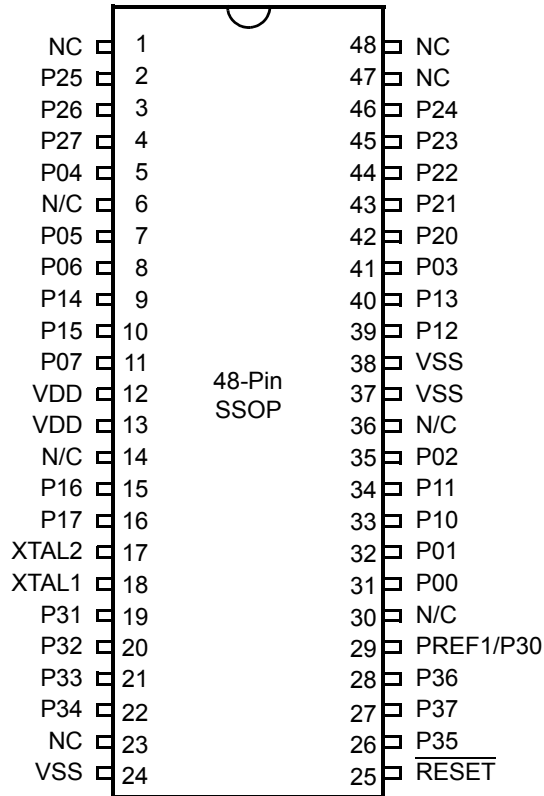 NC 1 48 NC
P25 2 47 NC
P26 3 46 P24
P27 4 45 P23
P04 5 44 P22
N/C 6 43 P21
P05 7 42 P20
P06 8 41 P03
P14 9 40 P13
P15 10 39 P12
P07 11 38 VSS
VDD 12 48-Pin 37 VSS
VDD 13 SSOP 36 N/C
N/C 14 35 P02
P16 15 34 P11
P17 16 33 P10
XTAL2 17 32 P01
XTAL1 18 31 P00
P31 19 30 N/C
P32 20 29 PREF1/P30
P33 21 28 P36
P34 22 27 P37
NC 23 26 P35
VSS 24 25 RESET